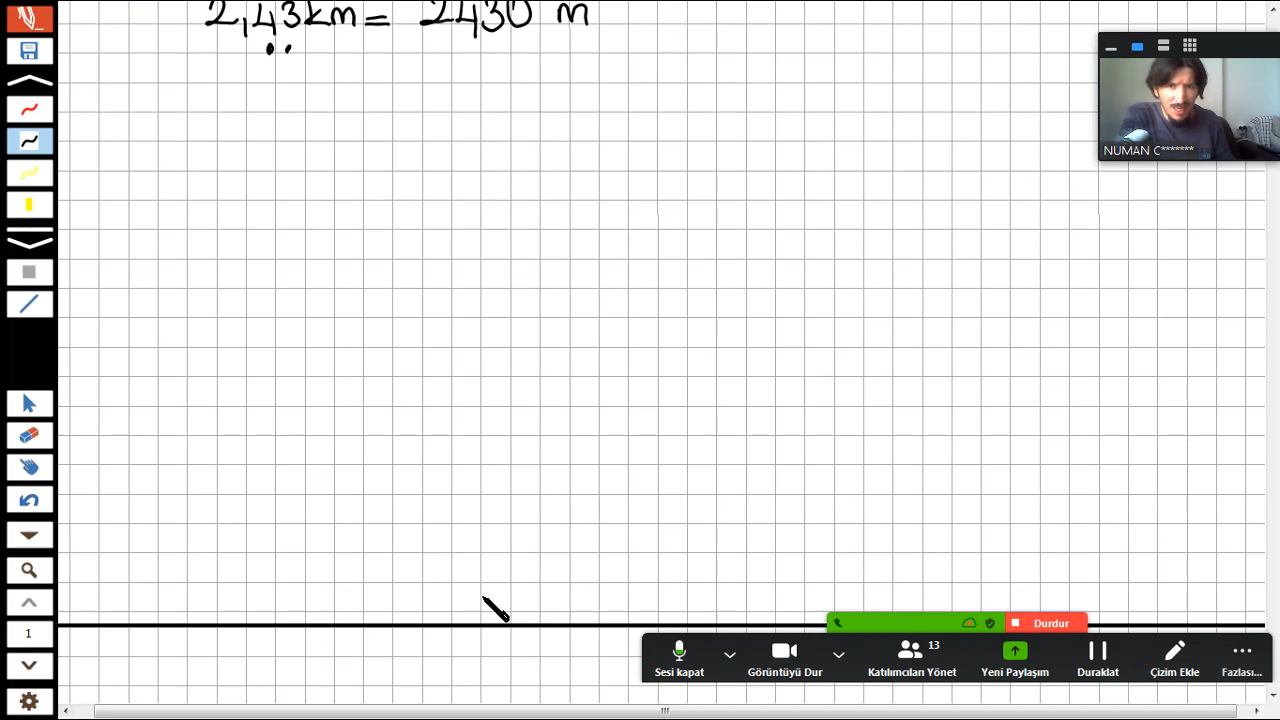 2,43km = 2430 m
NUMAN C*******
1
Durdur
13
Sesi kapat
Görüntüyü Dur
Katılımcıları Yönet
Yeni Paylaşım
Duraklat
Çizim Ekle
Fazlası...